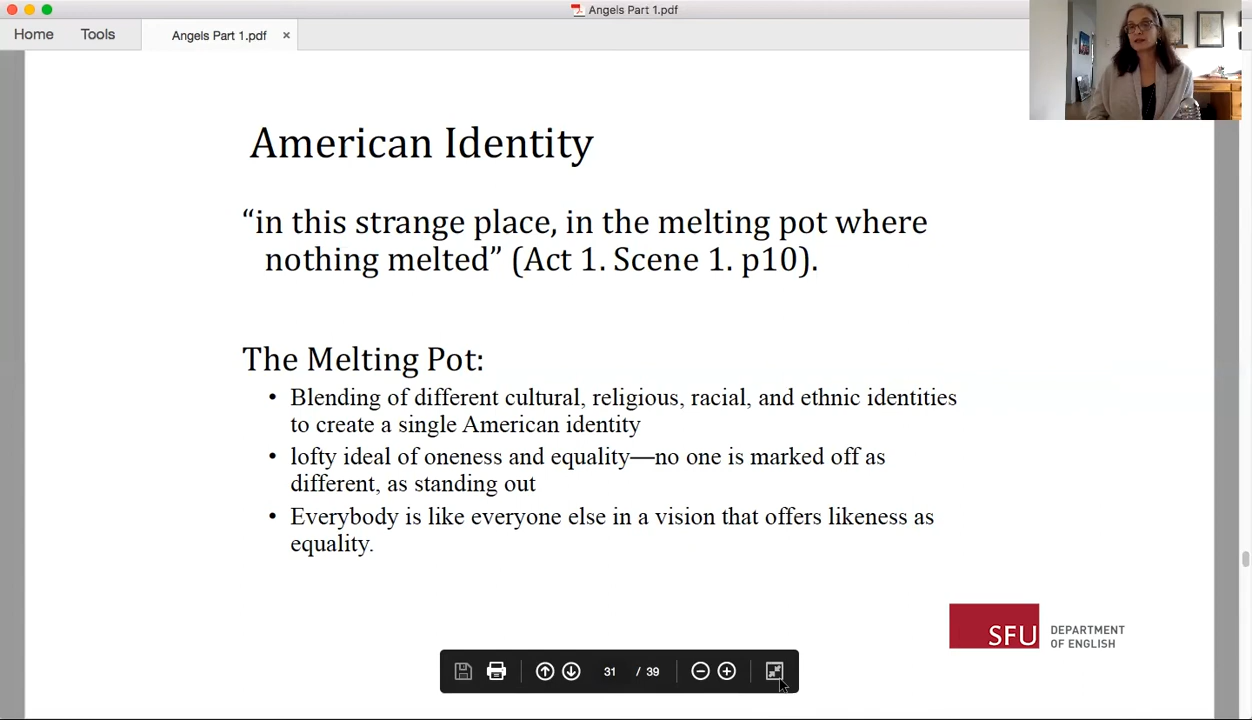 Angels Part 1.pdf
Home Tools Angels Part 1.pdf ×
American Identity
“in this strange place, in the melting pot where
nothing melted” (Act 1. Scene 1. p10).
The Melting Pot:
• Blending of different cultural, religious, racial, and ethnic identities
to create a single American identity
• lofty ideal of oneness and equality—no one is marked off as
different, as standing out
• Everybody is like everyone else in a vision that offers likeness as
equality.
SFU DEPARTMENT
OF ENGLISH
31 / 39